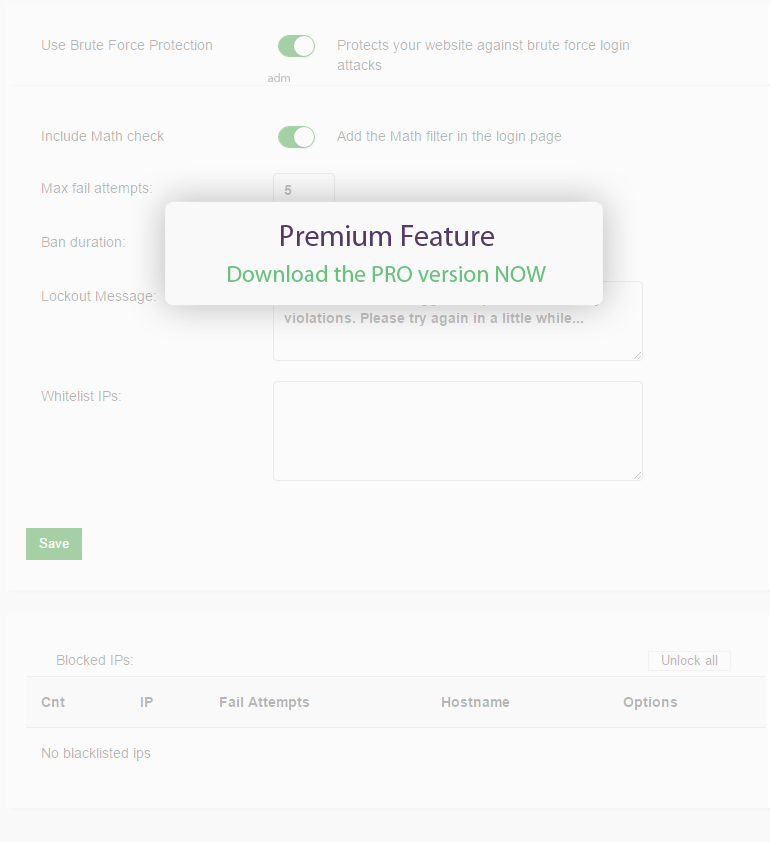 Use Brute Force Protection
Protects your website against brute force login
attacks
adm
Include Math check
Add the Math filter in the login page
Max fail attempts:
5
Premium Feature
Download the PRO version NOW
Ban duration:
Lockout Message:
violations. Please try again in a little while...
Whitelist IPs:
Save
Blocked IPs:
Unlock all
Cnt IP Fail Attempts Hostname Options
No blacklisted ips